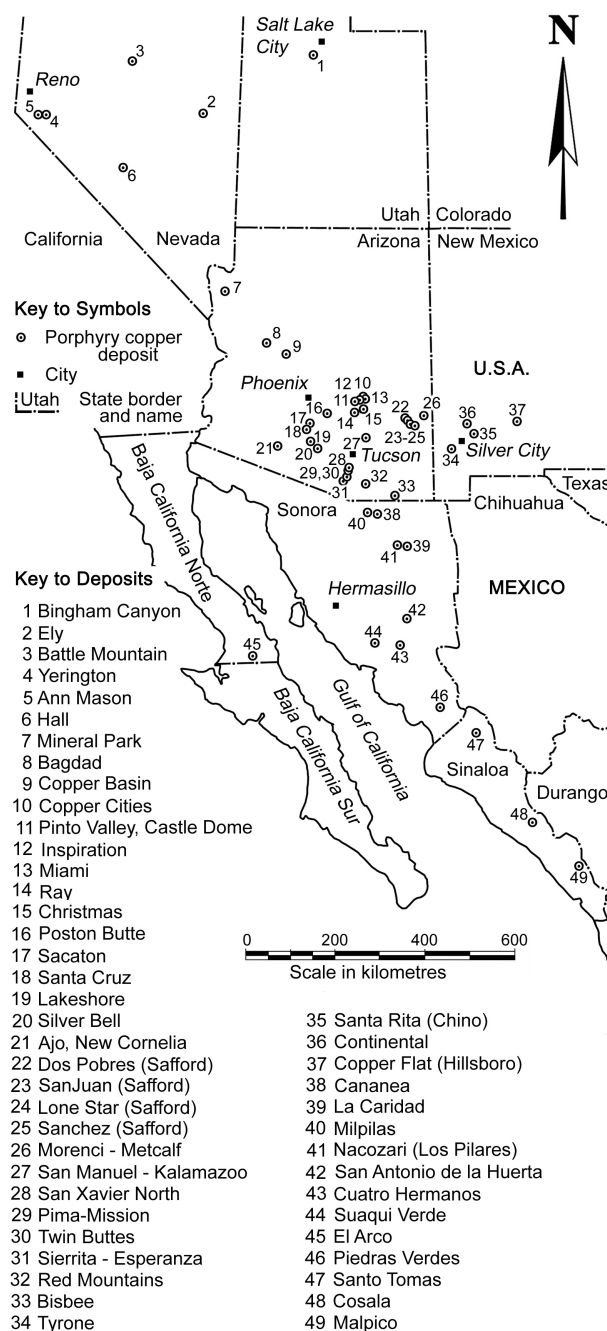 Salt Lake
City
N
1
3
Reno
5
4
2
6
Utah
Colorado
California
Nevada
Arizona
New Mexico
7
Key to Symbols
Porphyry copper
deposit
City
Utah
State border
and name
8
9
U.S.A.
Phoenix
12
10
11
13
14
15
16
17
18
19
20
21
22
23-25
26
27
Tucson
28
29,30
31
32
33
34
35
36
37
Silver City
Texas
Chihuahua
Sonora
40
38
41
39
Baja California Norte
Hermasillo
MEXICO
42
43
44
45
46
47
48
49
Gulf of California
Baja California Sur
Sinaloa
Durango
0
200
400
600
Scale in kilometres
Key to Deposits
1 Bingham Canyon
2 Ely
3 Battle Mountain
4 Yerington
5 Ann Mason
6 Hall
7 Mineral Park
8 Bagdad
9 Copper Basin
10 Copper Cities
11 Pinto Valley, Castle Dome
12 Inspiration
13 Miami
14 Ray
15 Christmas
16 Poston Butte
17 Sacaton
18 Santa Cruz
19 Lakeshore
20 Silver Bell
21 Ajo, New Cornelia
22 Dos Pobres (Safford)
23 SanJuan (Safford)
24 Lone Star (Safford)
25 Sanchez (Safford)
26 Morenci - Metcalf
27 San Manuel - Kalamazoo
28 San Xavier North
29 Pima-Mission
30 Twin Buttes
31 Sierrita - Esperanza
32 Red Mountains
33 Bisbee
34 Tyrone
35 Santa Rita (Chino)
36 Continental
37 Copper Flat (Hillsboro)
38 Cananea
39 La Caridad
40 Milpilas
41 Nacozari (Los Pilares)
42 San Antonio de la Huerta
43 Cuatro Hermanos
44 Suaqui Verde
45 El Arco
46 Piedras Verdes
47 Santo Tomas
48 Cosala
49 Malpico